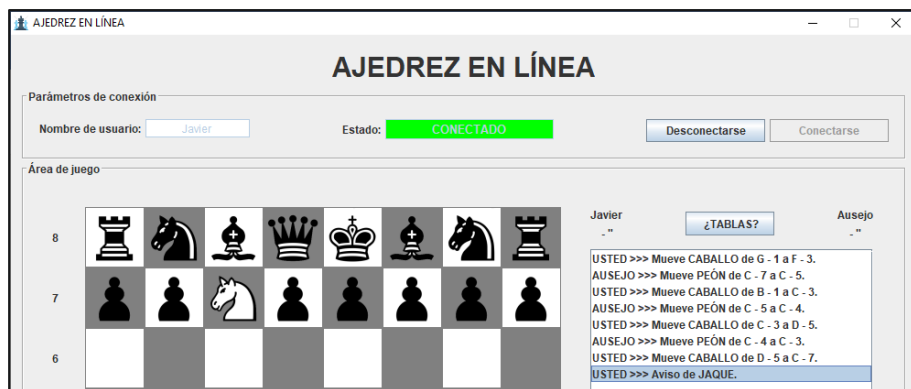 AJEDREZ EN LÍNEA
AJEDREZ EN LÍNEA
Parámetros de conexión
Nombre de usuario: Javier Estado: CONECTADO Desconectarse Conectarse
Área de juego
Javier ¿TABLAS? Ausejo
- " - "
8
USTED >>> Mueve CABALLO de G - 1 a F - 3.
AUSEJO >>> Mueve PEÓN de C - 7 a C - 5.
USTED >>> Mueve CABALLO de B - 1 a C - 3.
7
AUSEJO >>> Mueve PEÓN de C - 5 a C - 4.
USTED >>> Mueve CABALLO de C - 3 a D - 5.
AUSEJO >>> Mueve PEÓN de C - 4 a C - 3.
6
USTED >>> Mueve CABALLO de D - 5 a C - 7.
USTED >>> Aviso de JAQUE.